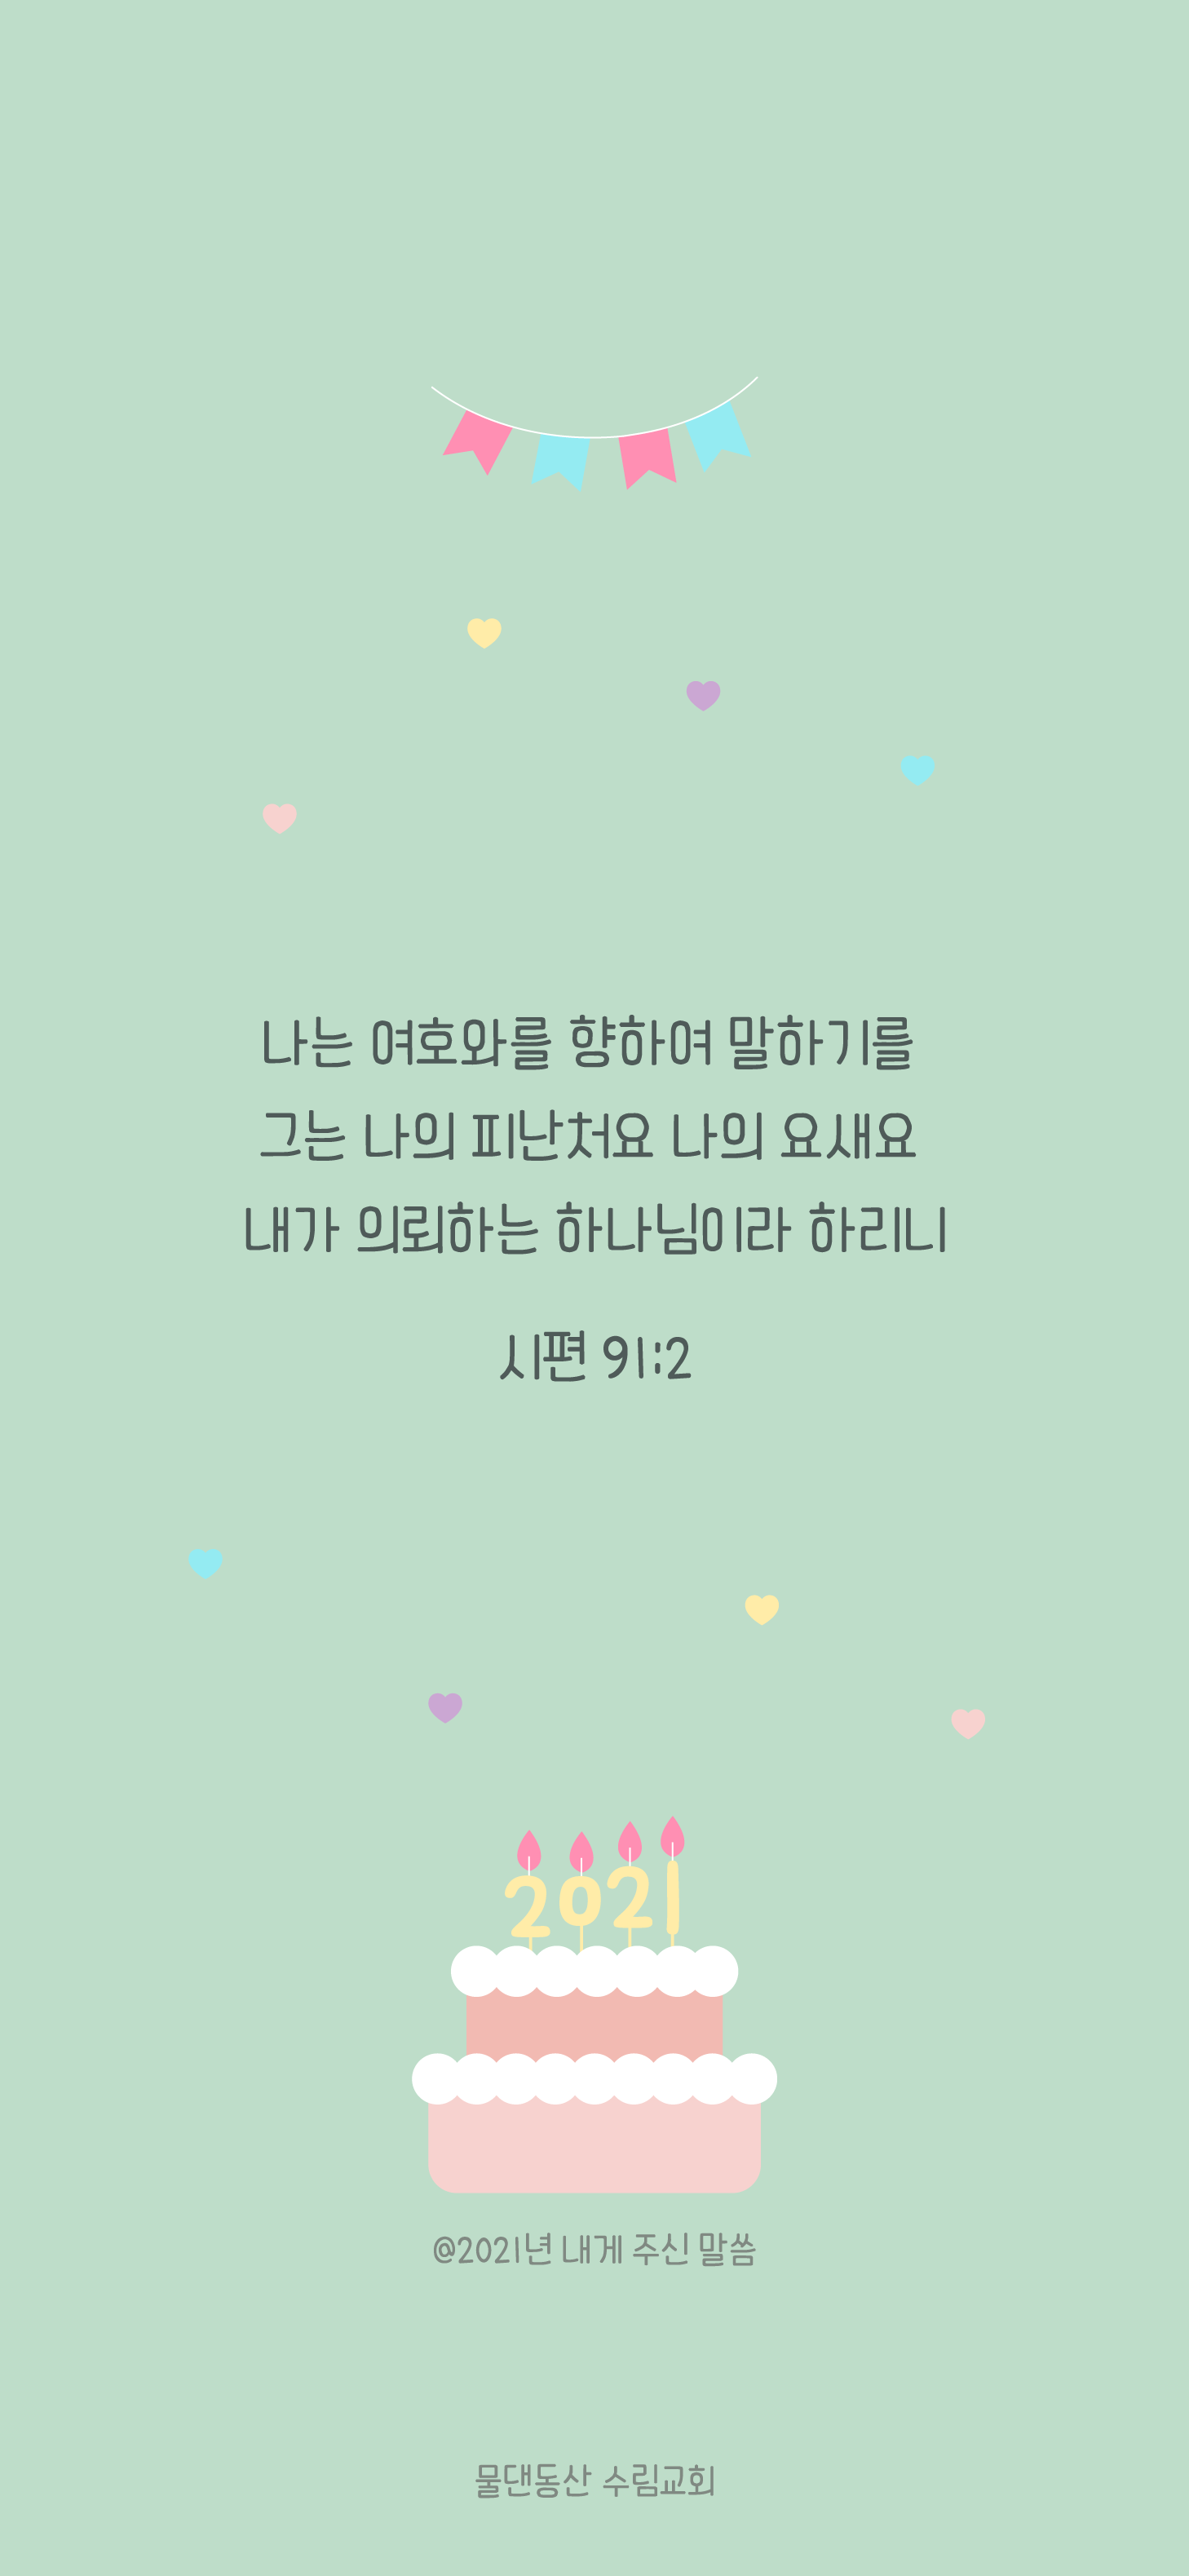 나는 여호와를 향하여 말하기를
그는 나의 피난처요 나의 요새요
내가 의뢰하는 하나님이라 하리니
시편 91:2
2021
@2021년 내게 주신 말씀
물댄동산 수림교회